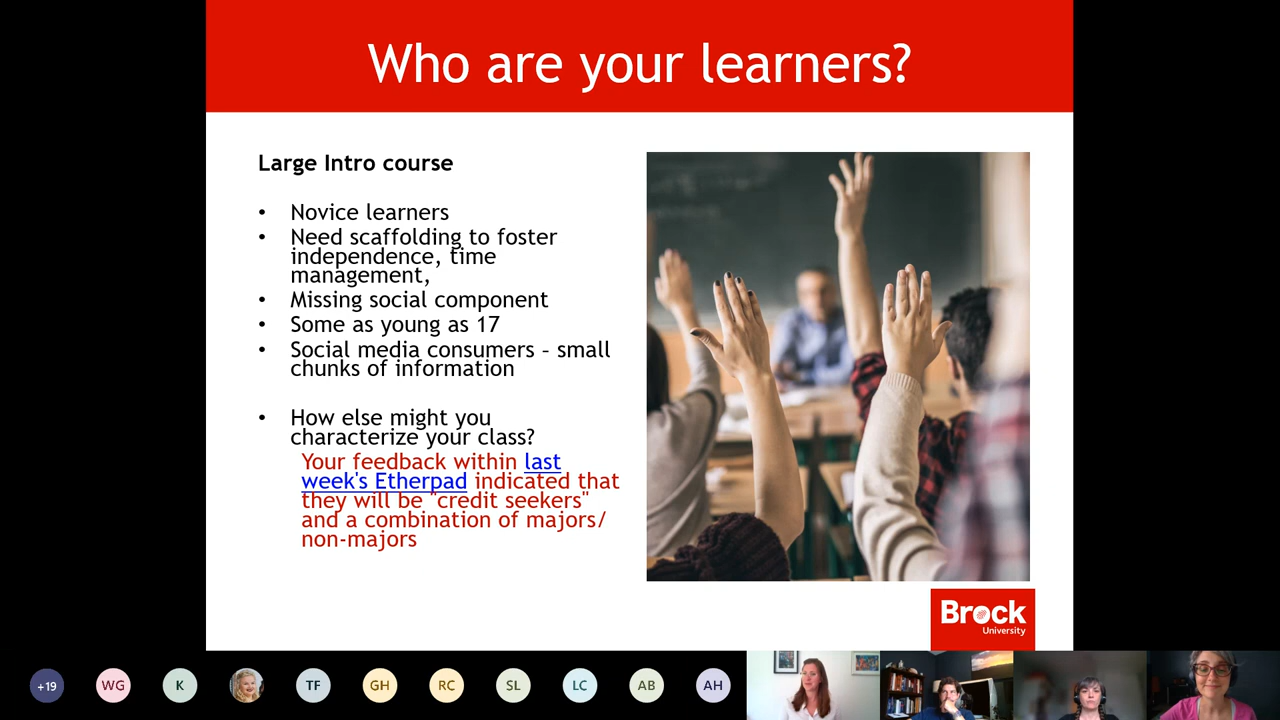 Who are your learners?
Large Intro course
• Novice learners
• Need scaffolding to foster
independence, time
management,
• Missing social component
• Some as young as 17
• Social media consumers – small
chunks of information
• How else might you
characterize your class?
Your feedback within last
week's Etherpad indicated that
they will be "credit seekers"
and a combination of majors/
non-majors
Brock
University
+19
WG
K
TF
GH
RC
SL
LC
AB
AH